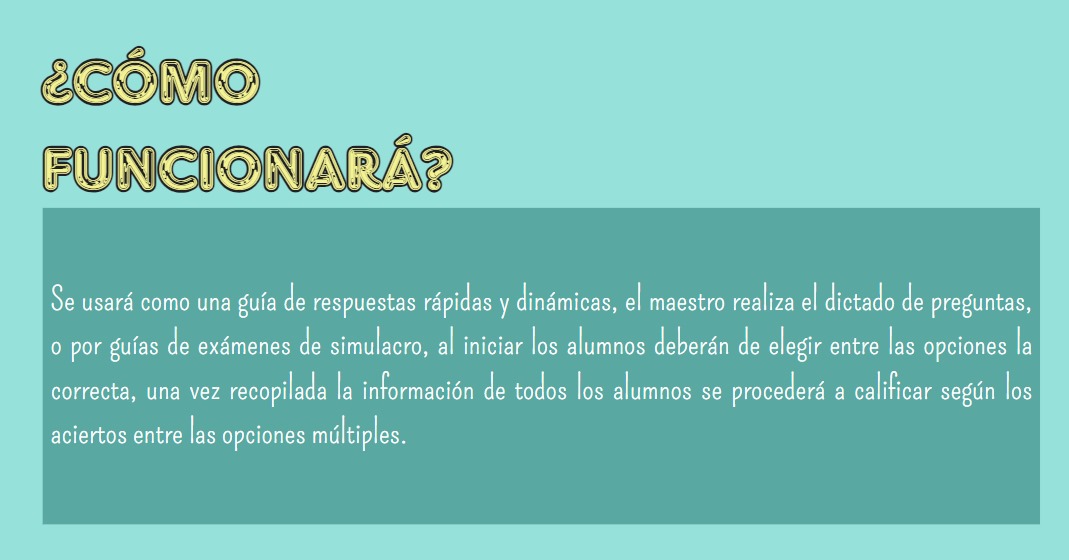 ¿CÓMO
FUNCIONARÁ?
Se usará como una guía de respuestas rápidas y dinámicas, el maestro realiza el dictado de preguntas,
o por guías de exámenes de simulacro, al iniciar los alumnos deberán de elegir entre las opciones la
correcta, una vez recopilada la información de todos los alumnos se procederá a calificar según los
aciertos entre las opciones múltiples.